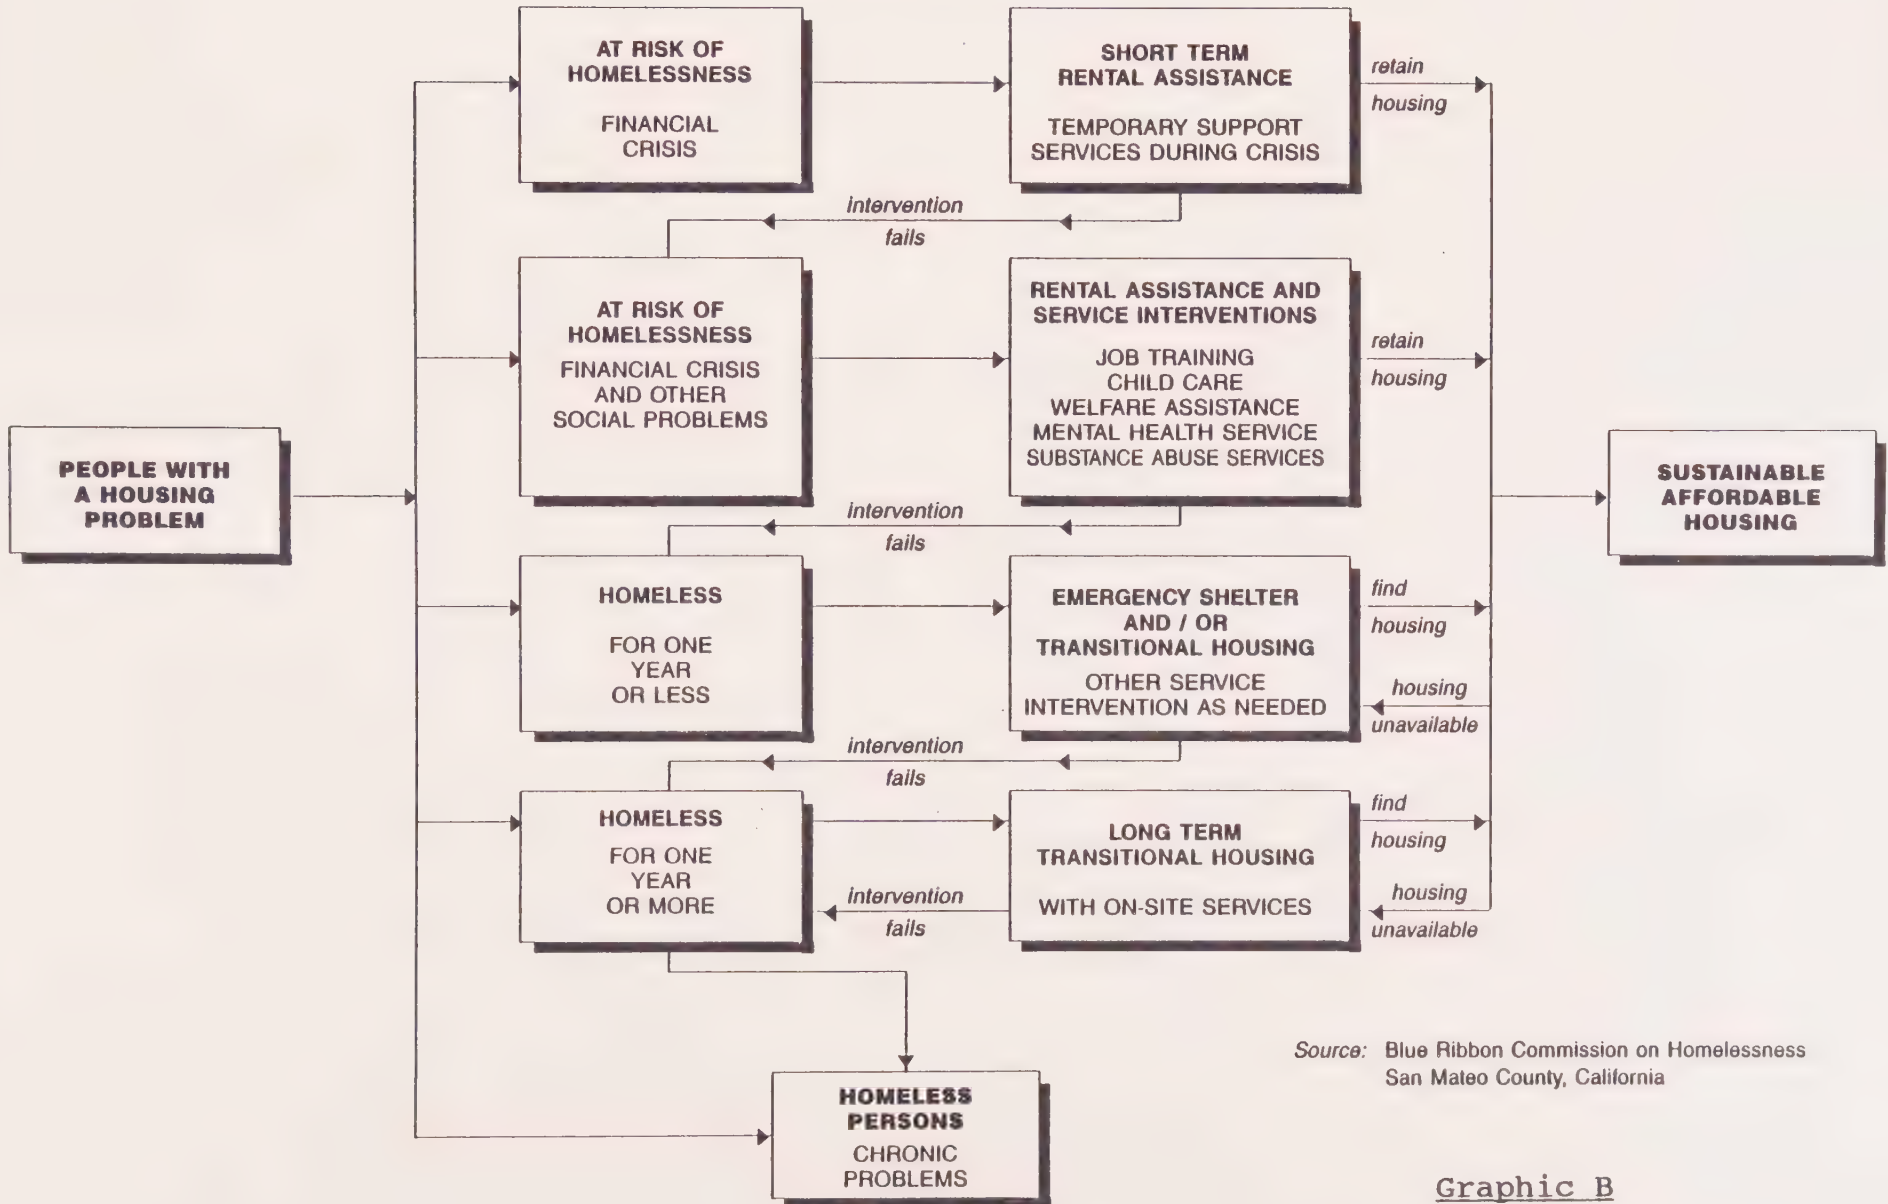 AT RISK OF
HOMELESSNESS
FINANCIAL
CRISIS
SHORT TERM
RENTAL ASSISTANCE
TEMPORARY SUPPORT
SERVICES DURING CRISIS
retain
housing
intervention
fails
AT RISK OF
HOMELESSNESS
FINANCIAL CRISIS
AND OTHER
SOCIAL PROBLEMS
RENTAL ASSISTANCE AND
SERVICE INTERVENTIONS
JOB TRAINING
CHILD CARE
WELFARE ASSISTANCE
MENTAL HEALTH SERVICE
SUBSTANCE ABUSE SERVICES
retain
housing
PEOPLE WITH
A HOUSING
PROBLEM
SUSTAINABLE
AFFORDABLE
HOUSING
intervention
fails
HOMELESS
FOR ONE
YEAR
OR LESS
EMERGENCY SHELTER
AND / OR
TRANSITIONAL HOUSING
OTHER SERVICE
INTERVENTION AS NEEDED
find
housing
housing
unavailable
intervention
fails
HOMELESS
FOR ONE
YEAR
OR MORE
LONG TERM
TRANSITIONAL HOUSING
WITH ON-SITE SERVICES
find
housing
intervention
fails
housing
unavailable
HOMELESS
PERSONS
CHRONIC
PROBLEMS
Source: Blue Ribbon Commission on Homelessness
San Mateo County, California
Graphic B